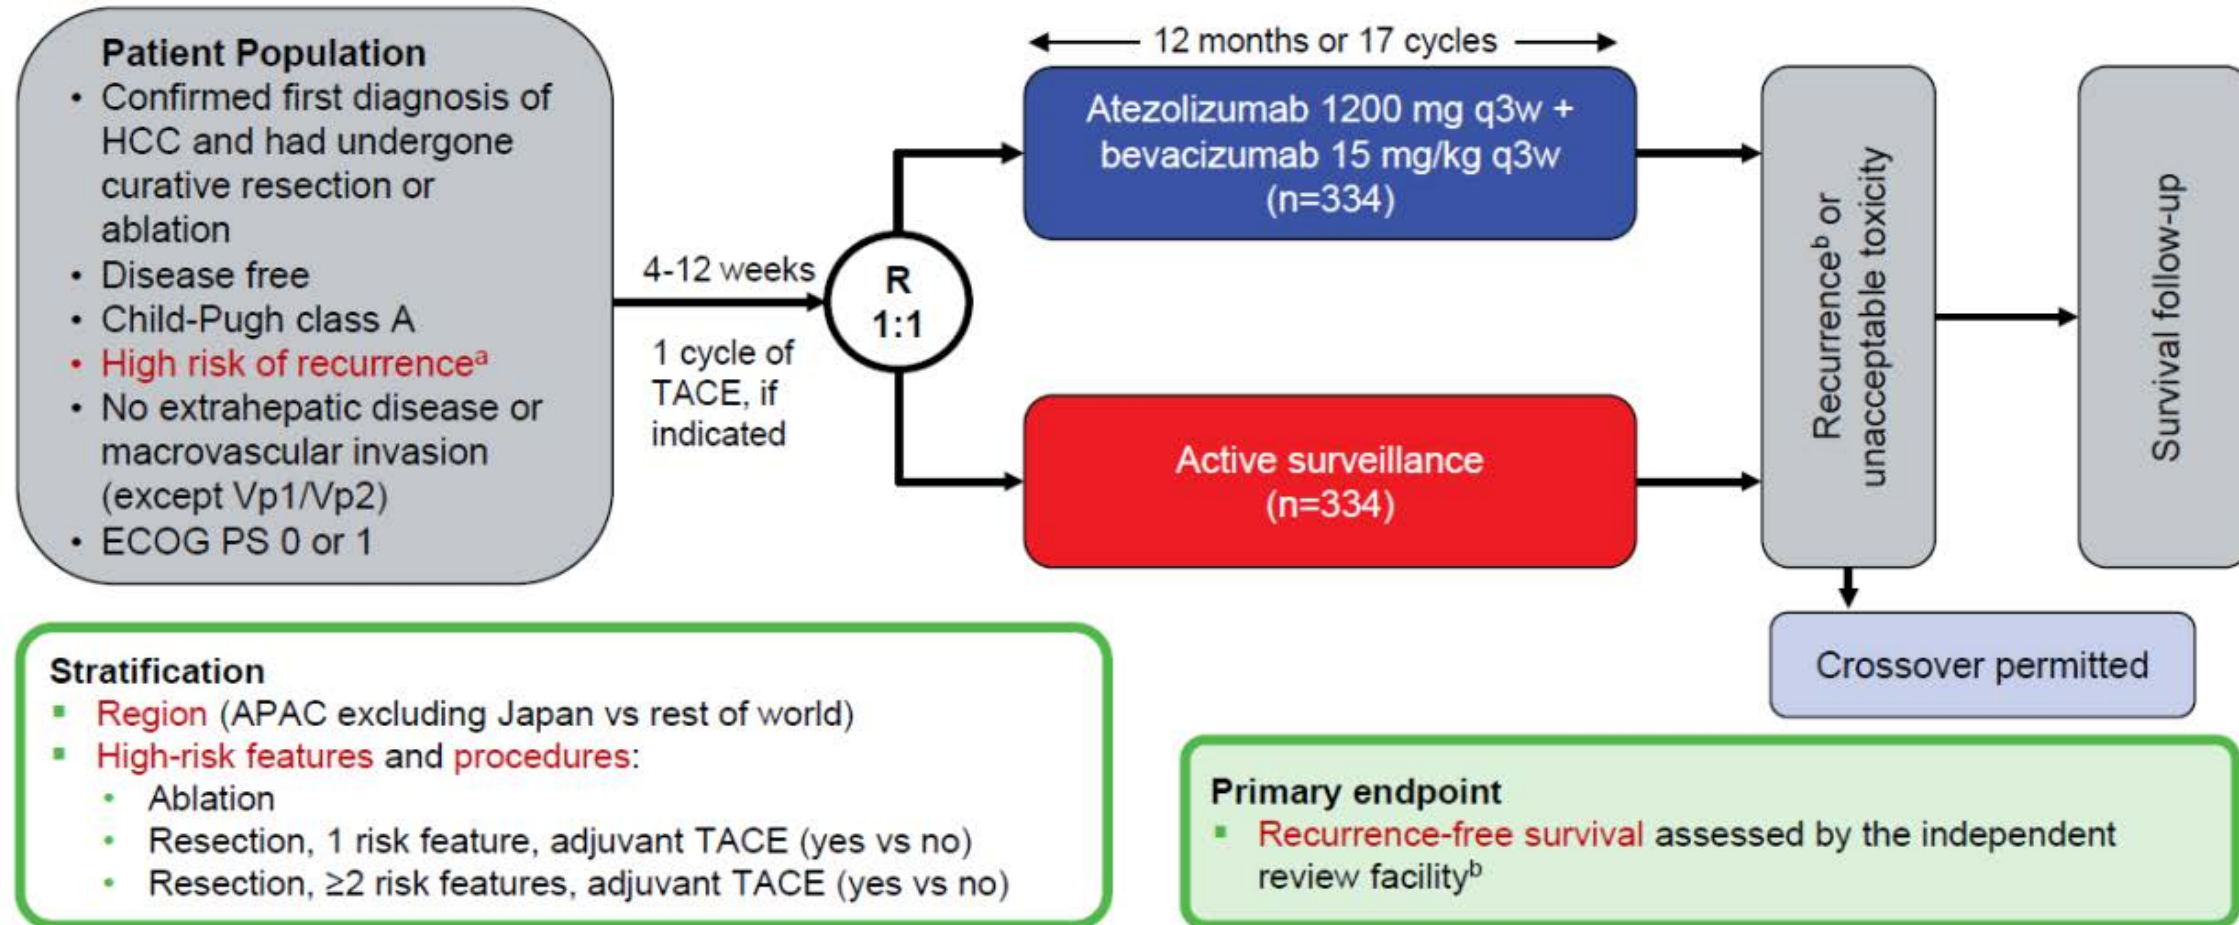 Patient Population
• Confirmed first diagnosis of
HCC and had undergone
curative resection or
ablation
• Disease free
• Child-Pugh class A
• High risk of recurrenceᵃ
• No extrahepatic disease or
macrovascular invasion
(except Vp1/Vp2)
• ECOG PS 0 or 1
4-12 weeks
1 cycle of
TACE, if
indicated
R
1:1
12 months or 17 cycles
Atezolizumab 1200 mg q3w +
bevacizumab 15 mg/kg q3w
(n=334)
Active surveillance
(n=334)
Recurrenceᵇ or
unacceptable toxicity
Survival follow-up
Crossover permitted
Stratification
▪ Region (APAC excluding Japan vs rest of world)
▪ High-risk features and procedures:
• Ablation
• Resection, 1 risk feature, adjuvant TACE (yes vs no)
• Resection, ≥2 risk features, adjuvant TACE (yes vs no)
Primary endpoint
▪ Recurrence-free survival assessed by the independent
review facilityᵇ